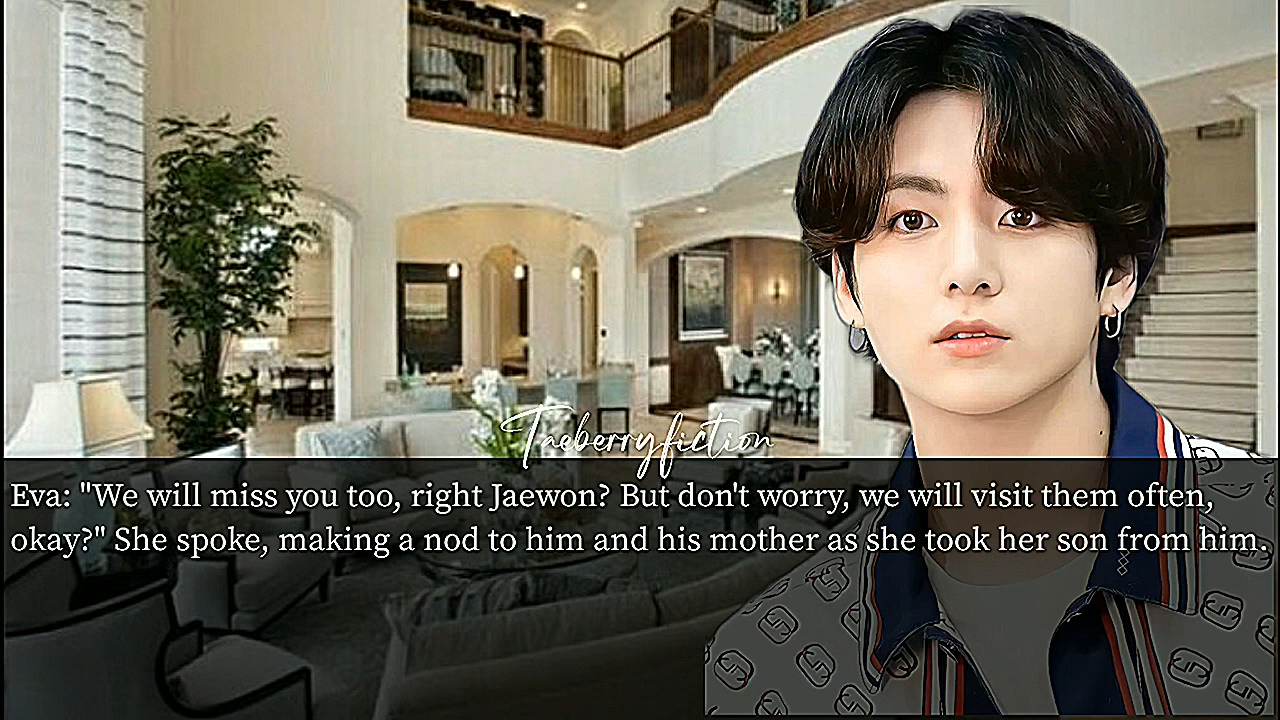 Taeberryfiction
Eva: "We will miss you too, right Jaewon? But don't worry, we will visit them often,
okay?" She spoke, making a nod to him and his mother as she took her son from him.